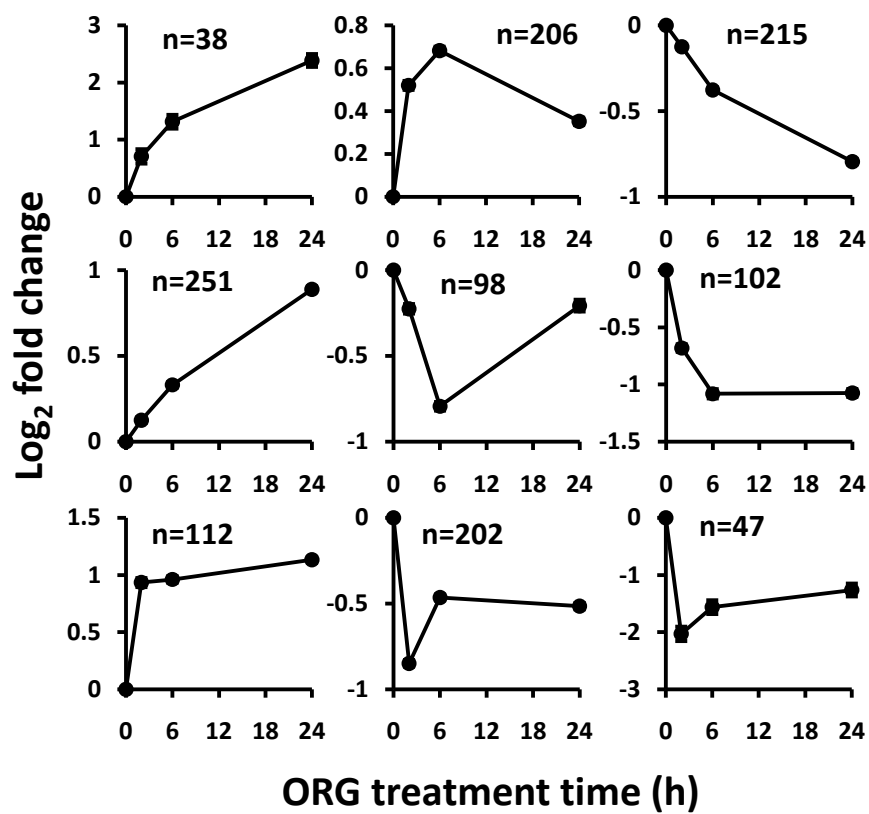 Log2 fold change
3
2
1
0
n=38
0 6 12 18 24
0.8
0.6
0.4
0.2
0
n=206
0 6 12 18 24
0
-0.5
-1
n=215
0 6 12 18 24
1
0.5
0
n=251
0 6 12 18 24
0
-0.5
-1
n=98
0 6 12 18 24
0
-0.5
-1
-1.5
n=102
0 6 12 18 24
1.5
1
0.5
0
n=112
0 6 12 18 24
0
-0.5
-1
n=202
0 6 12 18 24
0
-1
-2
-3
n=47
0 6 12 18 24
ORG treatment time (h)